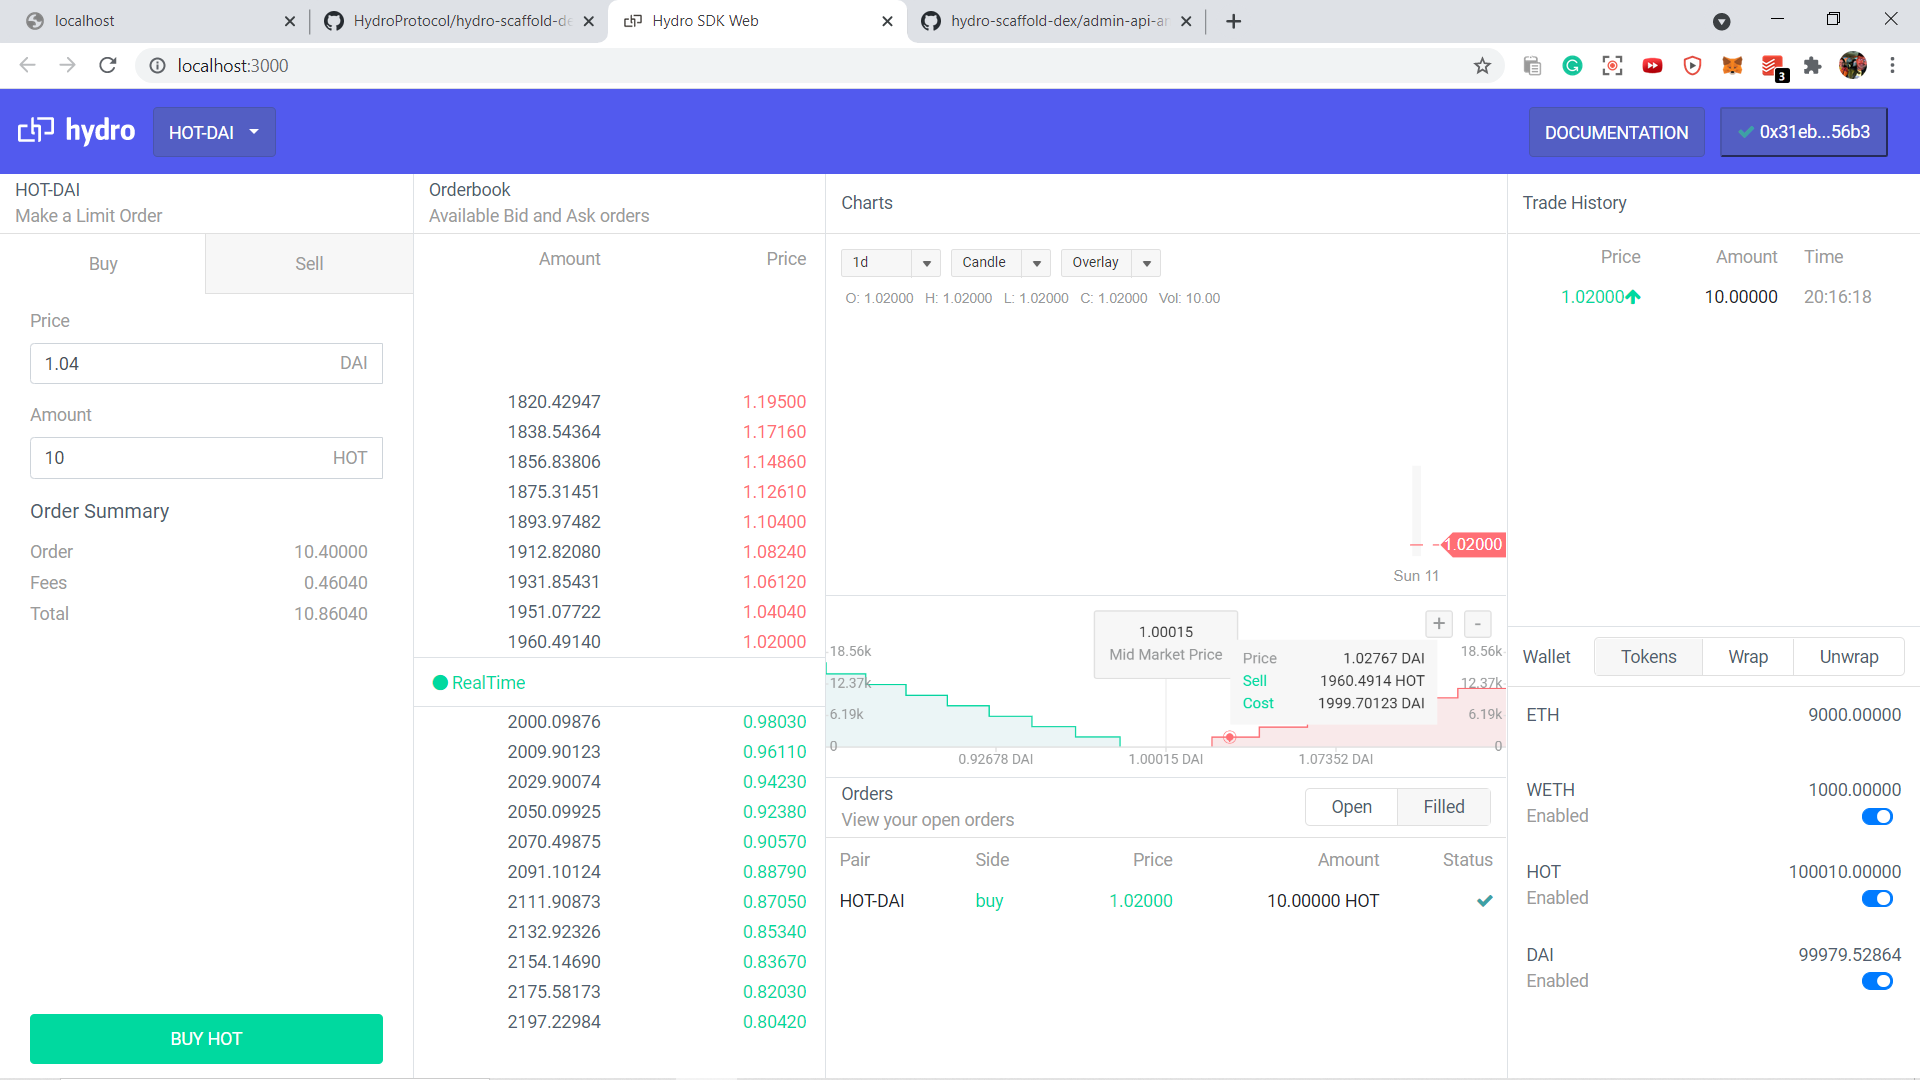 localhost
HydroProtocol/hydro-scaffold-de
Hydro SDK Web
hydro-scaffold-dex/admin-api-an
localhost:3000
3
hydro
HOT-DAI
DOCUMENTATION
0x31eb...56b3
HOT-DAI
Make a Limit Order
Buy
Sell
Price
1.04 DAI
Amount
10 HOT
Order Summary
Order 10.40000
Fees 0.46040
Total 10.86040
BUY HOT
Orderbook
Available Bid and Ask orders
Amount Price
1820.42947 1.19500
1838.54364 1.17160
1856.83806 1.14860
1875.31451 1.12610
1893.97482 1.10400
1912.82080 1.08240
1931.85431 1.06120
1951.07722 1.04040
1960.49140 1.02000
RealTime
2000.09876 0.98030
2009.90123 0.96110
2029.90074 0.94230
2050.09925 0.92380
2070.49875 0.90570
2091.10124 0.88790
2111.90873 0.87050
2132.92326 0.85340
2154.14690 0.83670
2175.58173 0.82030
2197.22984 0.80420
Charts
1d
Candle
Overlay
O: 1.02000 H: 1.02000 L: 1.02000 C: 1.02000 Vol: 10.00
1.02000
Sun 11
1.00015
Mid Market Price
+
-
Price 1.02767 DAI
Sell 1960.4914 HOT
Cost 1999.70123 DAI
18.56k
12.37k
6.19k
0
18.56k
12.37k
6.19k
0
0.92678 DAI
1.00015 DAI
1.07352 DAI
Orders
View your open orders
Open
Filled
Pair Side Price Amount Status
HOT-DAI buy 1.02000 10.00000 HOT
Trade History
Price Amount Time
1.02000 10.00000 20:16:18
Wallet
Tokens
Wrap
Unwrap
ETH 9000.00000
WETH 1000.00000
Enabled
HOT 100010.00000
Enabled
DAI 99979.52864
Enabled